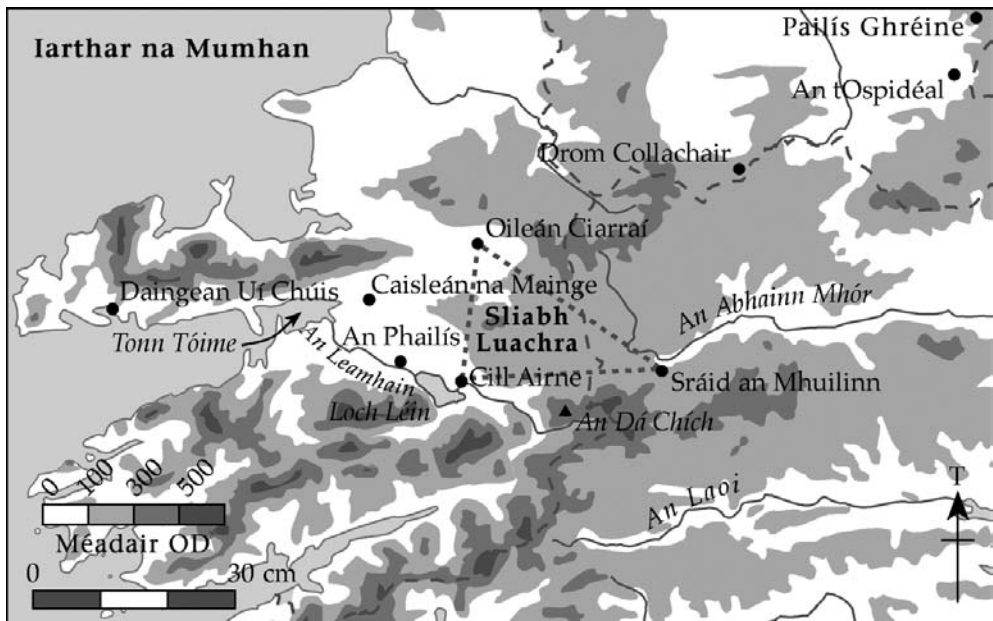 Iarthar na Mumhan
Pailís Ghréine
An tOspidéal
Drom Collachair
Oileán Ciarraí
Daingean Uí Chúis
Caisleán na Mainge
Tonn Tóime
An Phailís
Sliabh
Luachra
An Abhainn Mhór
An Leamhain
Cill Airne
Sráid an Mhuilinn
Loch Léin
An Dá Chích
An Laoi
T
0 100 300 500
Méadair OD
0 30 cm